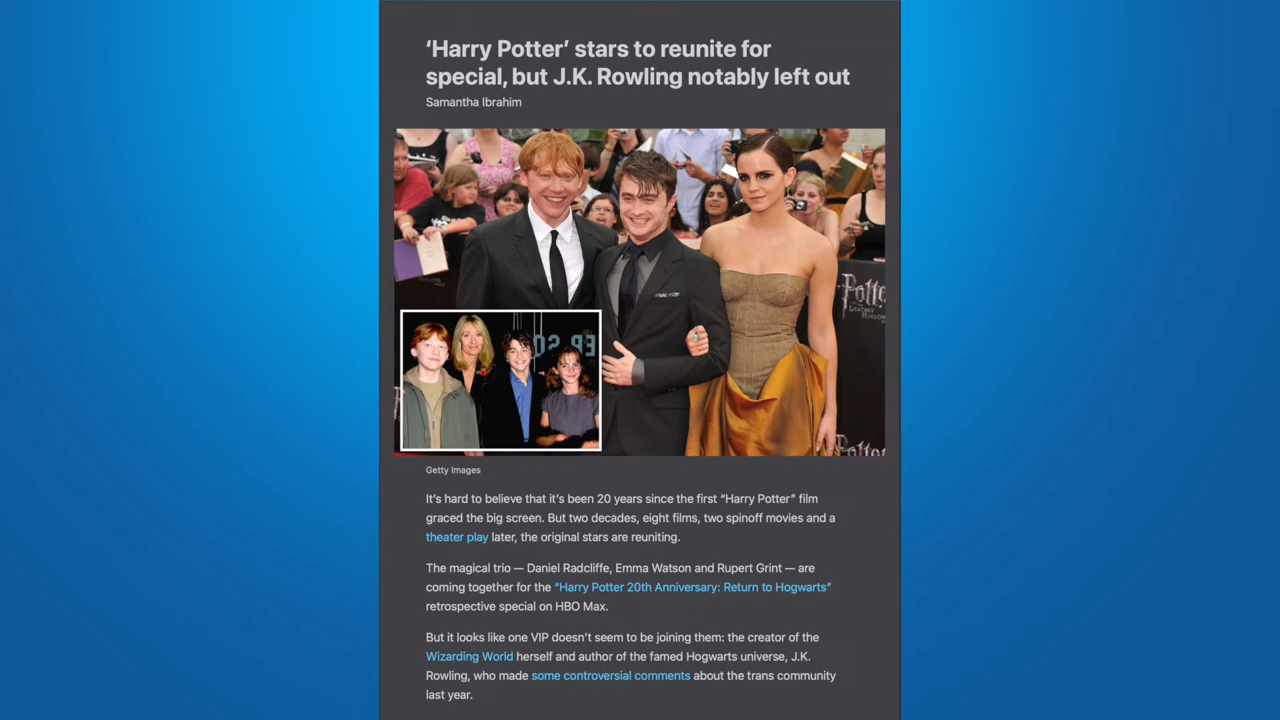 ‘Harry Potter’ stars to reunite for
special, but J.K. Rowling notably left out
Samantha Ibrahim
Potter
Getty Images
It’s hard to believe that it’s been 20 years since the first “Harry Potter” film
graced the big screen. But two decades, eight films, two spinoff movies and a
theater play later, the original stars are reuniting.
The magical trio — Daniel Radcliffe, Emma Watson and Rupert Grint — are
coming together for the “Harry Potter 20th Anniversary: Return to Hogwarts”
retrospective special on HBO Max.
But it looks like one VIP doesn’t seem to be joining them: the creator of the
Wizarding World herself and author of the famed Hogwarts universe, J.K.
Rowling, who made some controversial comments about the trans community
last year.